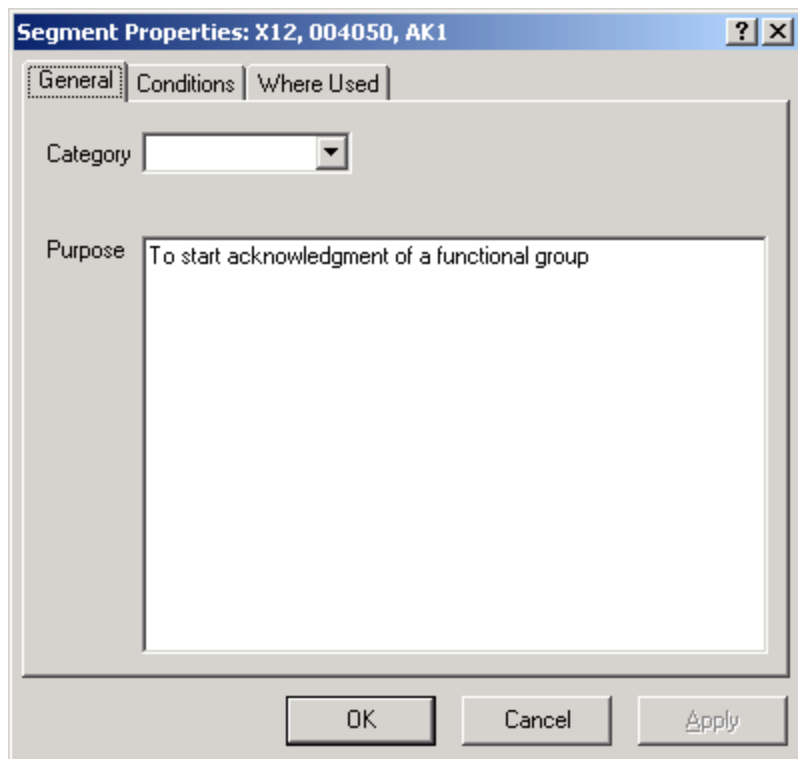 Segment Properties: X12, 004050, AK1
General Conditions Where Used
Category
Purpose To start acknowledgment of a functional group
OK Cancel Apply